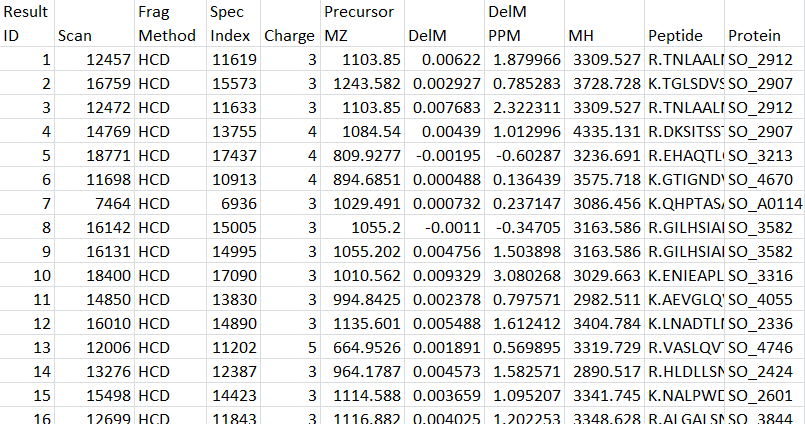 Result Frag Spec Precursor DelM
ID Scan Method Index Charge MZ DelM PPM MH Peptide Protein
1 12457 HCD 11619 3 1103.85 0.00622 1.879966 3309.527 R.TNLAALN SO_2912
2 16759 HCD 15573 3 1243.582 0.002927 0.785283 3728.728 K.TGLSDVS SO_2907
3 12472 HCD 11633 3 1103.85 0.007683 2.322311 3309.527 R.TNLAALN SO_2912
4 14769 HCD 13755 4 1084.54 0.00439 1.012996 4335.131 R.DKSITSST SO_2907
5 18771 HCD 17437 4 809.9277 -0.00195 -0.60287 3236.691 R.EHAQTL SO_3213
6 11698 HCD 10913 4 894.6851 0.000488 0.136439 3575.718 K.GTIGNDV SO_4670
7 7464 HCD 6936 3 1029.491 0.000732 0.237147 3086.456 K.QHPTASA SO_A0114
8 16142 HCD 15005 3 1055.2 -0.0011 -0.34705 3163.586 R.GILHSIA SO_3582
9 16131 HCD 14995 3 1055.202 0.004756 1.503898 3163.586 R.GILHSIA SO_3582
10 18400 HCD 17090 3 1010.562 0.009329 3.080268 3029.663 K.ENIEAPL SO_3316
11 14850 HCD 13830 3 994.8425 0.002378 0.797571 2982.511 K.AEVGLQ SO_4055
12 16010 HCD 14890 3 1135.601 0.005488 1.612412 3404.784 K.LNADTL SO_2336
13 12006 HCD 11202 5 664.9526 0.001891 0.569895 3319.729 R.VASLQV SO_4746
14 13276 HCD 12387 3 964.1787 0.004573 1.582571 2890.517 R.HLDLLSN SO_2424
15 15498 HCD 14423 3 1114.588 0.003659 1.095207 3341.745 K.NALPWD SO_2601
16 12699 HCD 11843 3 1116.882 0.004025 1.202253 3348.628 R.ALGALSN SO_3844